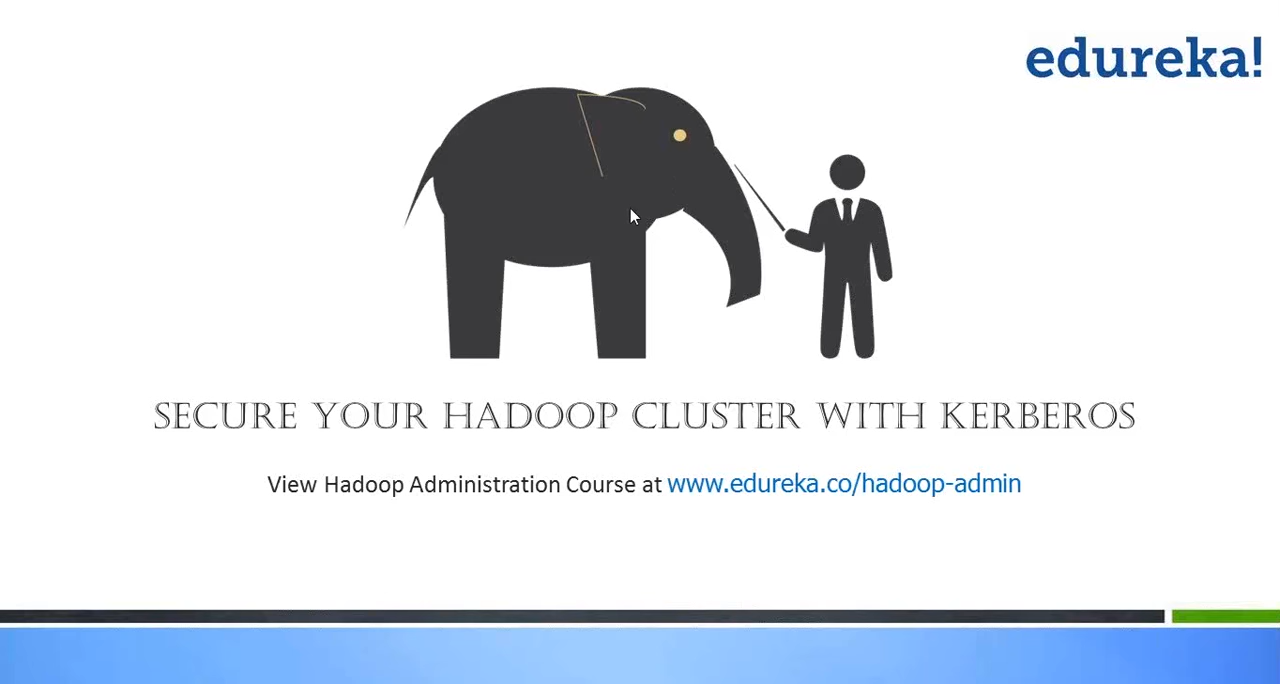 edureka!
SECURE YOUR HADOOP CLUSTER WITH KERBEROS
View Hadoop Administration Course at www.edureka.co/hadoop-admin